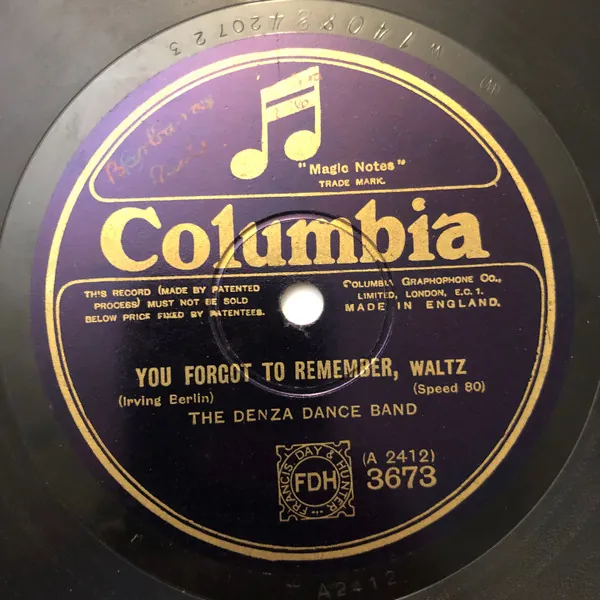 "Magic Notes"
TRADE MARK.
Columbia
THIS RECORD (MADE BY PATENTED
PROCESS) MUST NOT BE SOLD
BELOW PRICE FIXED BY PATENTEES.
COLUMBIA GRAPHOPHONE CO.,
LIMITED, LONDON, E.C. 1.
MADE IN ENGLAND.
YOU FORGOT TO REMEMBER, WALTZ
(Irving Berlin)
(Speed 80)
THE DENZA DANCE BAND
FRANCIS DAY & HUNTER
FDH
(A 2412)
3673
A2412